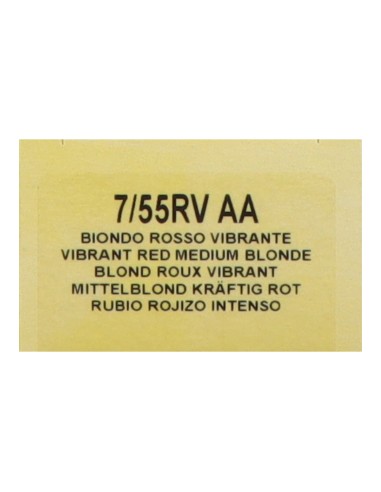 7/55RV AA
BIONDO ROSSO VIBRANTE
VIBRANT RED MEDIUM BLONDE
BLOND ROUX VIBRANT
MITTELBLOND KRÄFTIG ROT
RUBIO ROJIZO INTENSO